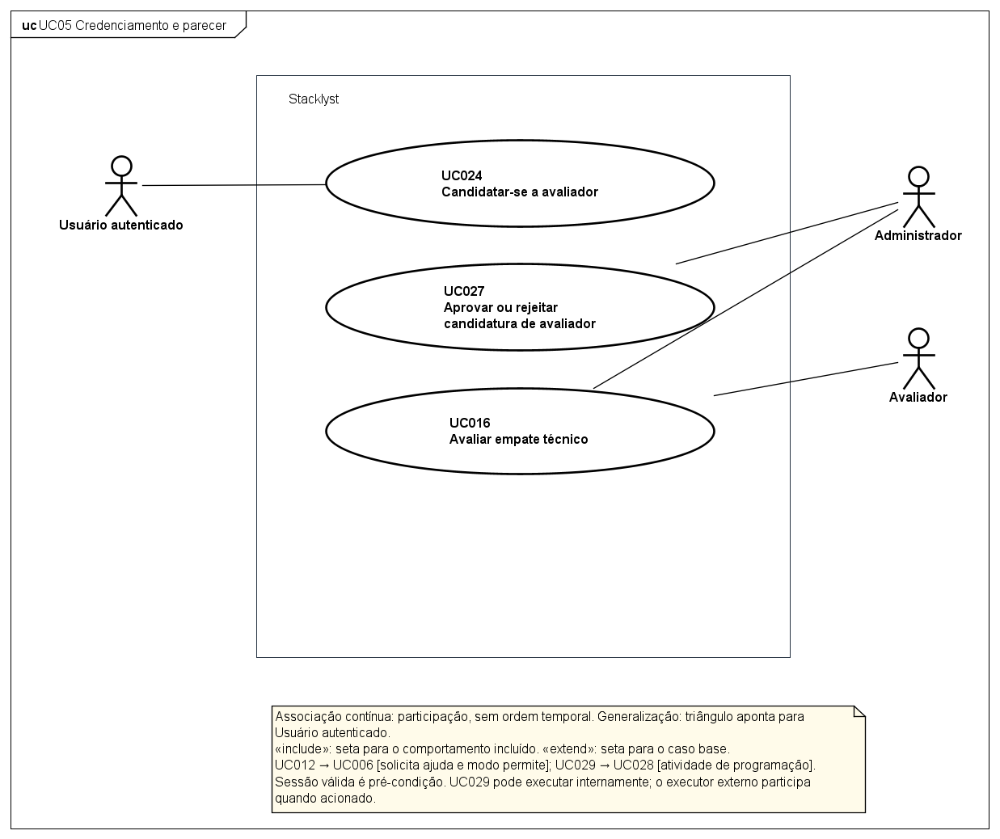 uc UC05 Credenciamento e parecer
Stacklyst
UC024
Candidatar-se a avaliador
Usuário autenticado
Administrador
UC027
Aprovar ou rejeitar
candidatura de avaliador
Avaliador
UC016
Avaliar empate técnico
Associação contínua: participação, sem ordem temporal. Generalização: triângulo aponta para
Usuário autenticado.
«include»: seta para o comportamento incluído. «extend»: seta para o caso base.
UC012 → UC006 [solicita ajuda e modo permite]; UC029 → UC028 [atividade de programação].
Sessão válida é pré-condição. UC029 pode executar internamente; o executor externo participa
quando acionado.